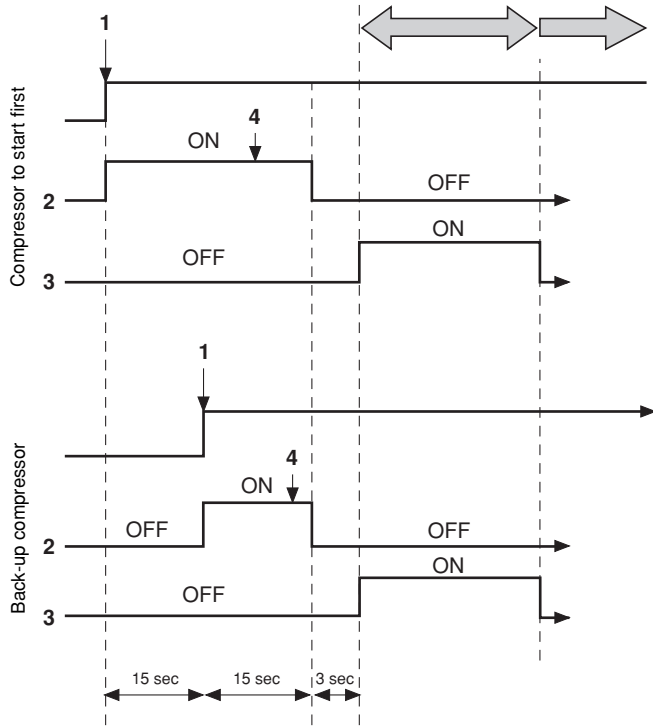 1
Compressor to start first
4
ON
2
OFF
OFF
ON
3
1
Back-up compressor
4
ON
OFF
2
OFF
OFF
ON
3
15 sec
15 sec
3 sec